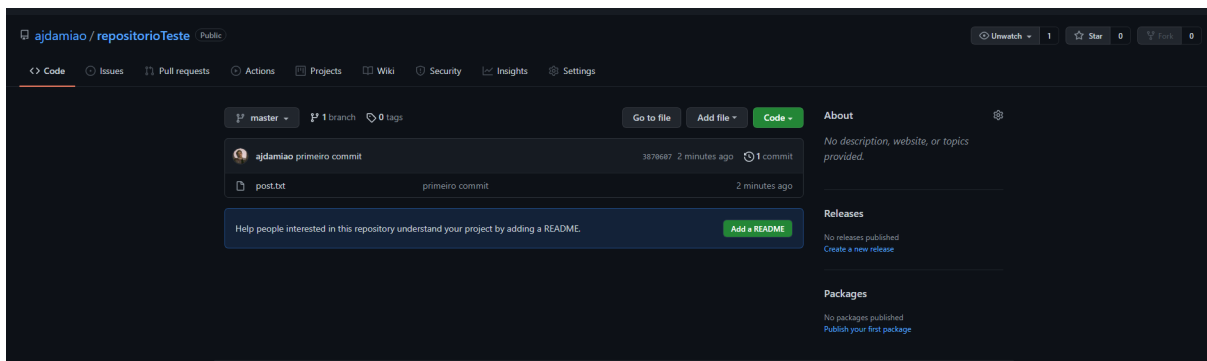 ajdamiao / repositorioTeste Public
Unwatch 1 Star 0 Fork 0
Code Issues Pull requests Actions Projects Wiki Security Insights Settings
master 1 branch 0 tags Go to file Add file Code
ajdamiao primeiro commit 3870607 2 minutes ago 1 commit
post.txt primeiro commit 2 minutes ago
Help people interested in this repository understand your project by adding a README. Add a README
About
No description, website, or topics
provided.
Releases
No releases published
Create a new release
Packages
No packages published
Publish your first package